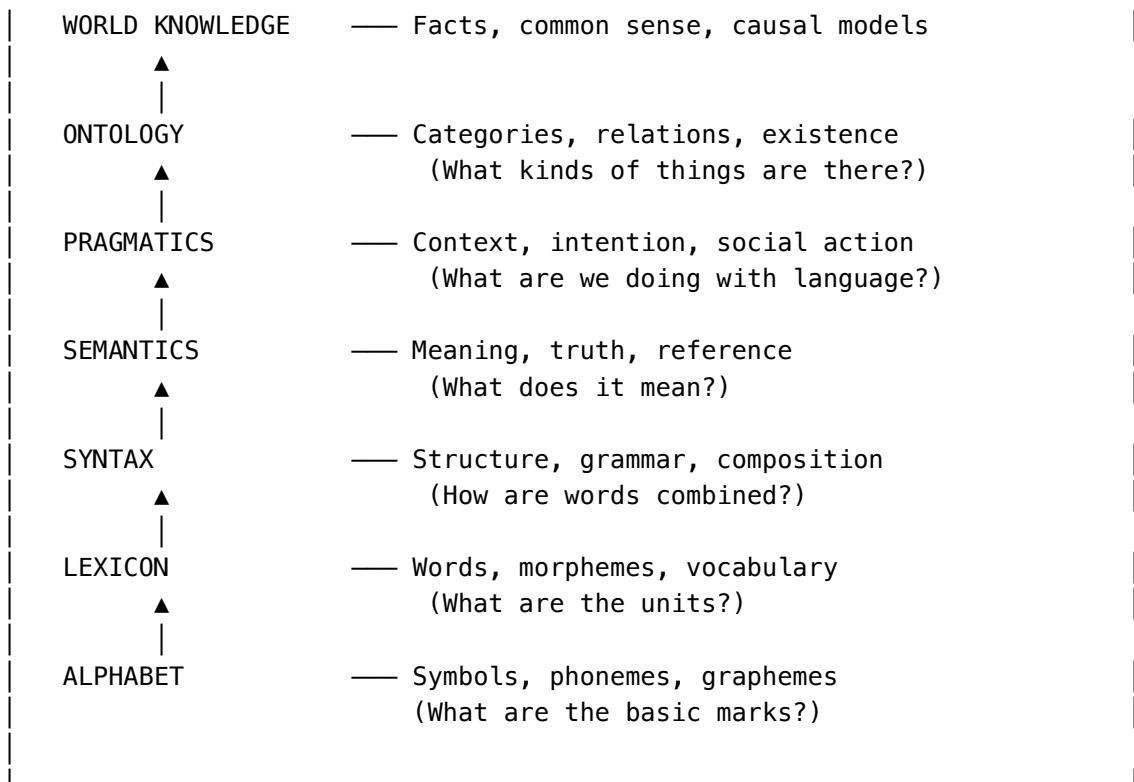 WORLD KNOWLEDGE —— Facts, common sense, causal models
ONTOLOGY —— Categories, relations, existence
(What kinds of things are there?)
PRAGMATICS —— Context, intention, social action
(What are we doing with language?)
SEMANTICS —— Meaning, truth, reference
(What does it mean?)
SYNTAX —— Structure, grammar, composition
(How are words combined?)
LEXICON —— Words, morphemes, vocabulary
(What are the units?)
ALPHABET —— Symbols, phonemes, graphemes
(What are the basic marks?)